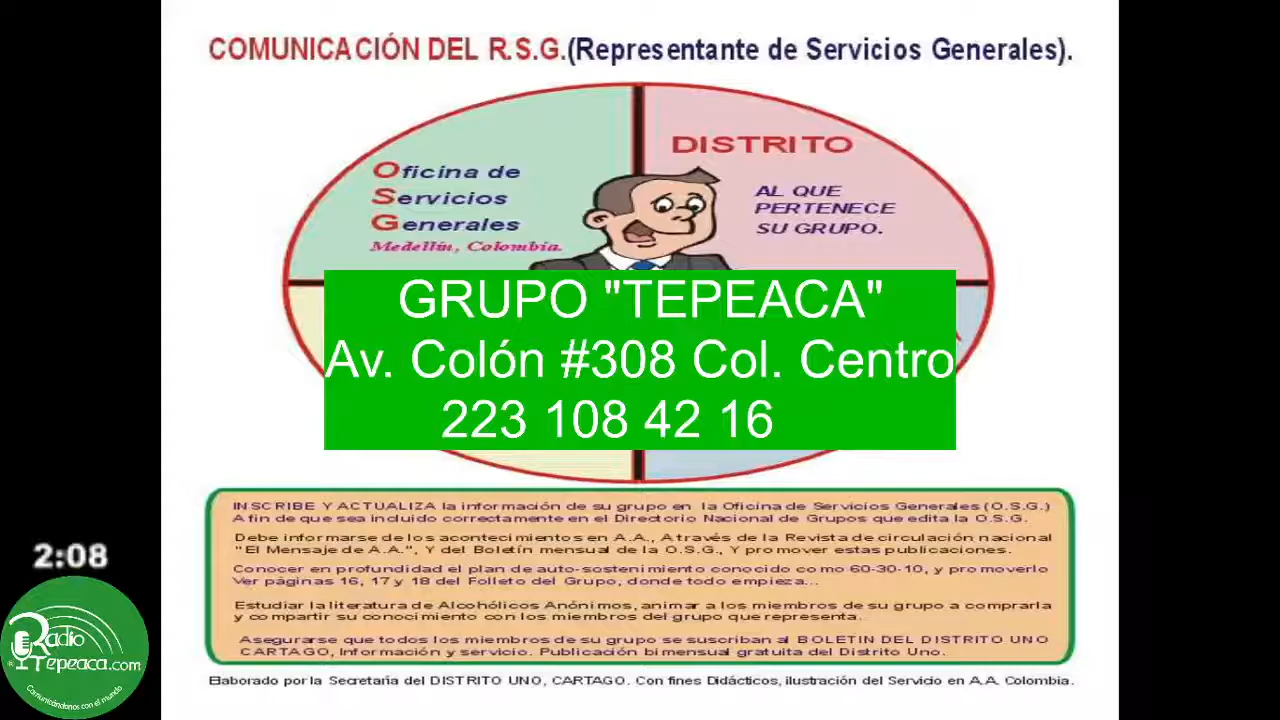 COMUNICACIÓN DEL R.S.G.(Representante de Servicios Generales).
Oficina de
Servicios
Generales
Medellín, Colombia.
DISTRITO
AL QUE
PERTENECE
SU GRUPO.
GRUPO "TEPEACA"
Av. Colón #308 Col. Centro
223 108 42 16
INSCRIBE Y ACTUALIZA la información de su grupo en la Oficina de Servicios Generales (O.S.G.)
A fin de que sea incluido correctamente en el Directorio Nacional de Grupos que edita la O.S.G.
Debe informarse de los acontecimientos en A.A., A través de la Revista de circulación nacional
"El Mensaje de A.A.", Y del Boletín mensual de la O.S.G., Y promover estas publicaciones.
Conocer en profundidad el plan de auto-sostenimiento conocido como 60-30-10, y promoverlo
Ver páginas 16, 17 y 18 del Folleto del Grupo, donde todo empieza...
Estudiar la literatura de Alcohólicos Anónimos, animar a los miembros de su grupo a comprarla
y compartir su conocimiento con los miembros del grupo que representa.
Asegurarse que todos los miembros de su grupo se suscriban al BOLETIN DEL DISTRITO UNO
CARTAGO, Información y servicio. Publicación bimensual gratuita del Distrito Uno.
Elaborado por la Secretaría del DISTRITO UNO, CARTAGO. Con fines Didácticos, ilustración del Servicio en A.A. Colombia.
2:08
Radio
Tepeaca.com
Comunicándonos con el mundo